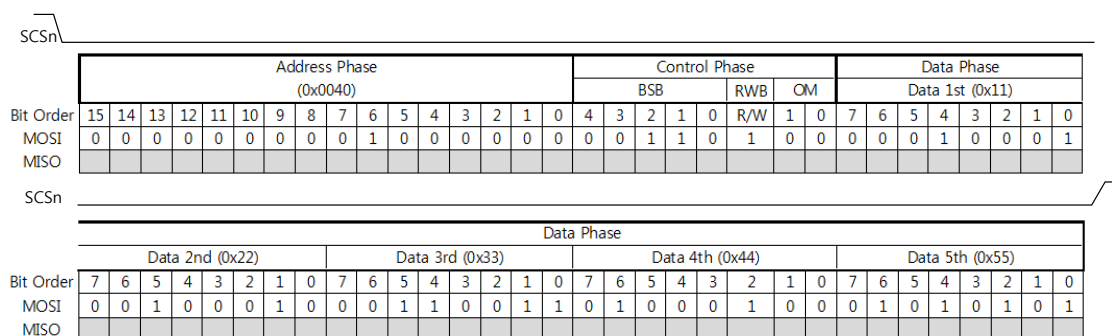 SCSn
Address Phase Control Phase Data Phase
(0x0040) BSB RWB OM Data 1st (0x11)
Bit Order 15 14 13 12 11 10 9 8 7 6 5 4 3 2 1 0 4 3 2 1 0 R/W 1 0 7 6 5 4 3 2 1 0
MOSI 0 0 0 0 0 0 0 0 0 1 0 0 0 0 0 0 0 0 1 1 0 1 0 0 0 0 0 1 0 0 0 1
MISO
SCSn
Data Phase
Data 2nd (0x22) Data 3rd (0x33) Data 4th (0x44) Data 5th (0x55)
Bit Order 7 6 5 4 3 2 1 0 7 6 5 4 3 2 1 0 7 6 5 4 3 2 1 0 7 6 5 4 3 2 1 0
MOSI 0 0 1 0 0 0 1 0 0 0 1 1 0 0 1 1 0 1 0 0 0 1 0 0 0 1 0 1 0 1 0 1
MISO